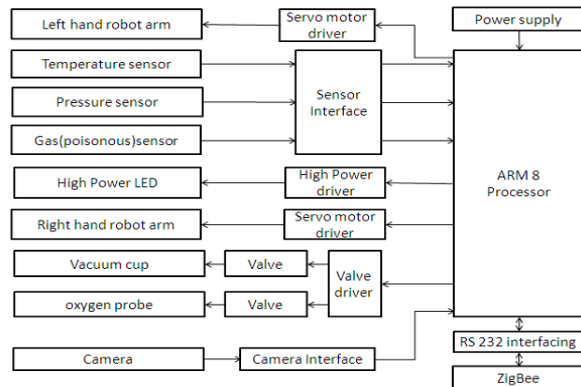 Left hand robot arm
Servo motor
driver
Power supply
Temperature sensor
Pressure sensor
Gas(poisonous)sensor
Sensor
Interface
ARM 8
Processor
High Power LED
High Power
driver
Right hand robot arm
Servo motor
driver
Vacuum cup
Valve
Valve
driver
oxygen probe
Valve
Camera
Camera Interface
RS 232 interfacing
ZigBee